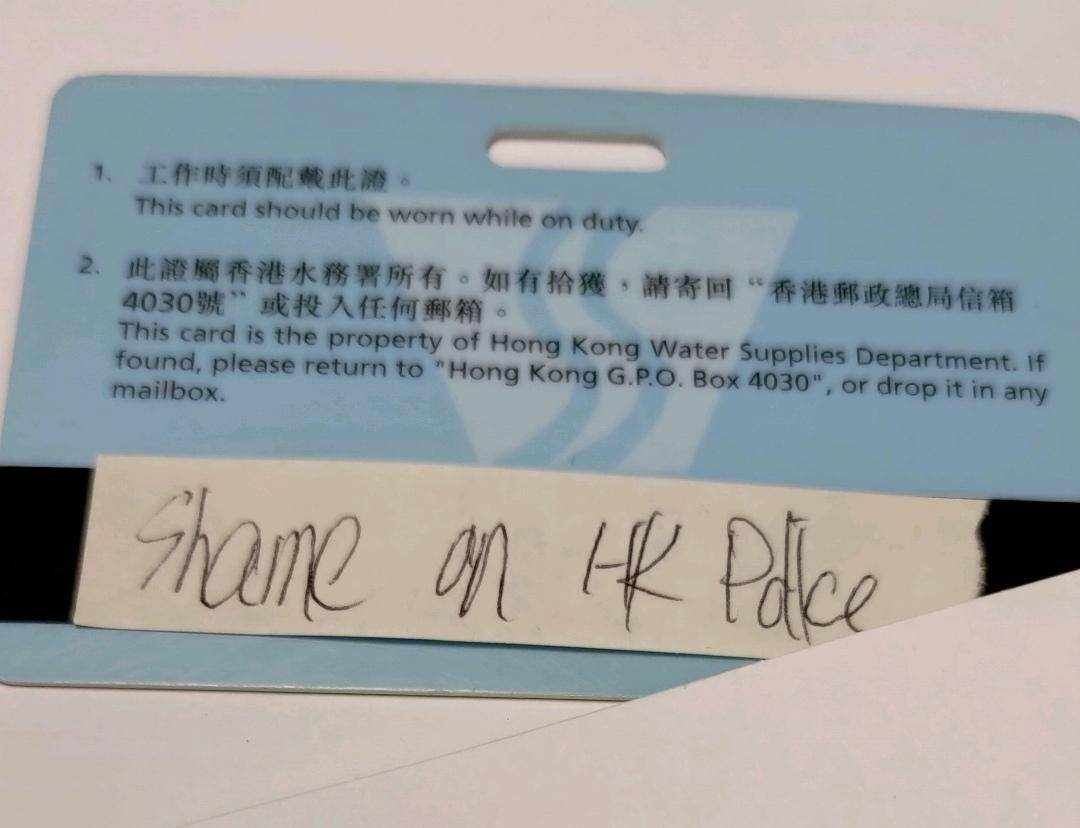 1. 工作時須配戴此證。
This card should be worn while on duty.
2. 此證屬香港水務署所有。如有拾獲，請寄回“香港郵政總局信箱
4030號”或投入任何郵箱。
This card is the property of Hong Kong Water Supplies Department. If
found, please return to "Hong Kong G.P.O. Box 4030", or drop it in any
mailbox.
Shame on HK Police